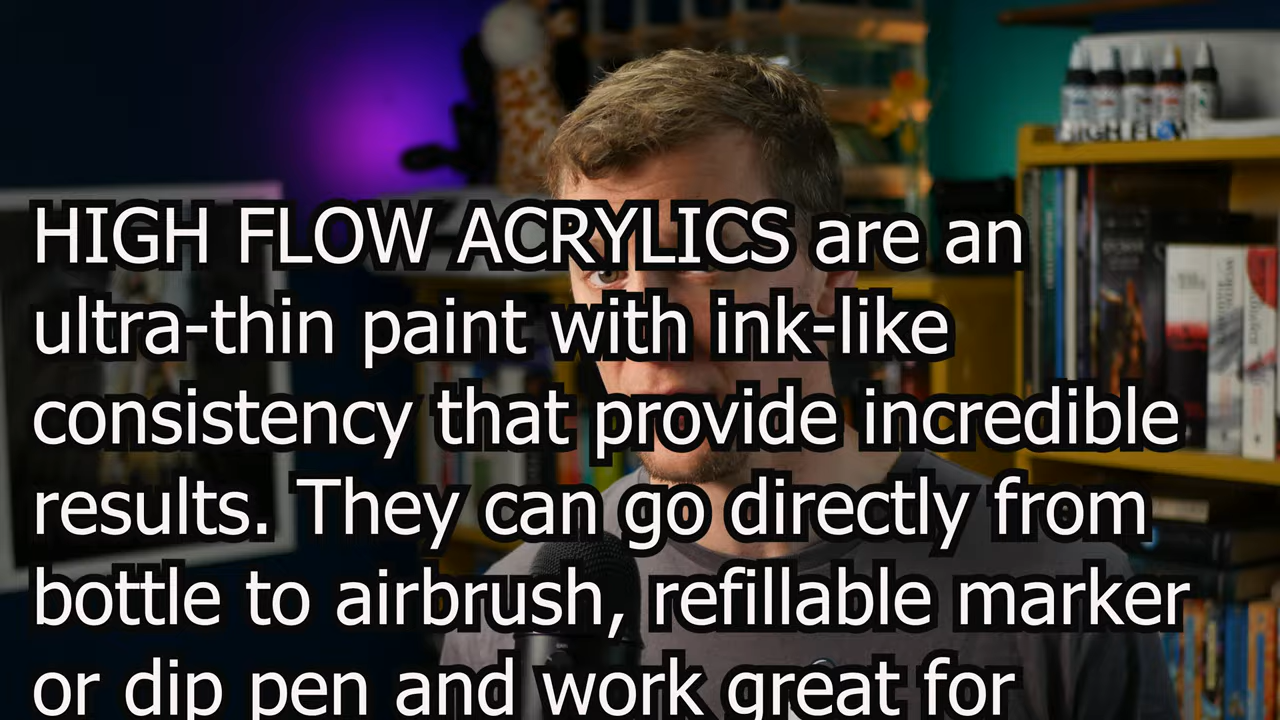 HIGH FLOW
HIGH FLOW ACRYLICS are an
ultra-thin paint with ink-like
consistency that provide incredible
results. They can go directly from
bottle to airbrush, refillable marker
or dip pen and work great for